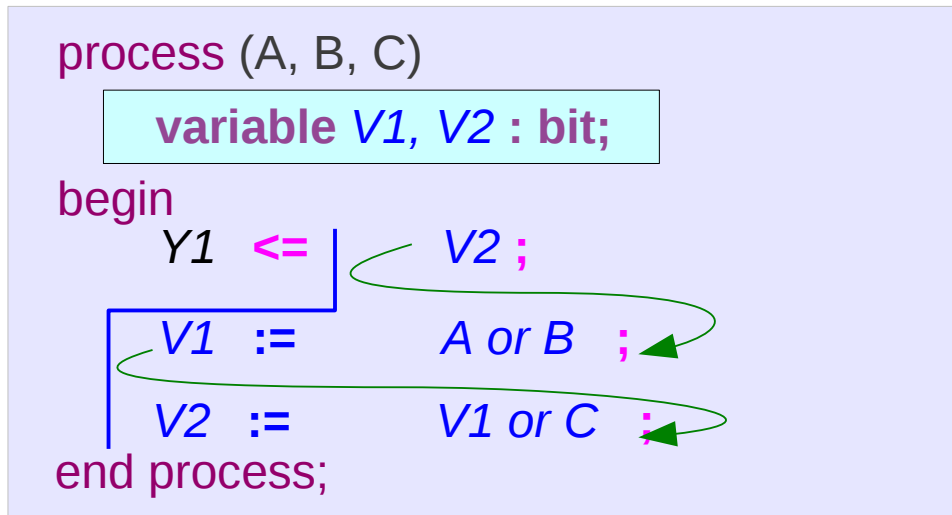 process (A, B, C)
variable V1, V2 : bit;
begin
Y1 <= V2 ;
V1 := A or B ;
V2 := V1 or C ;
end process;